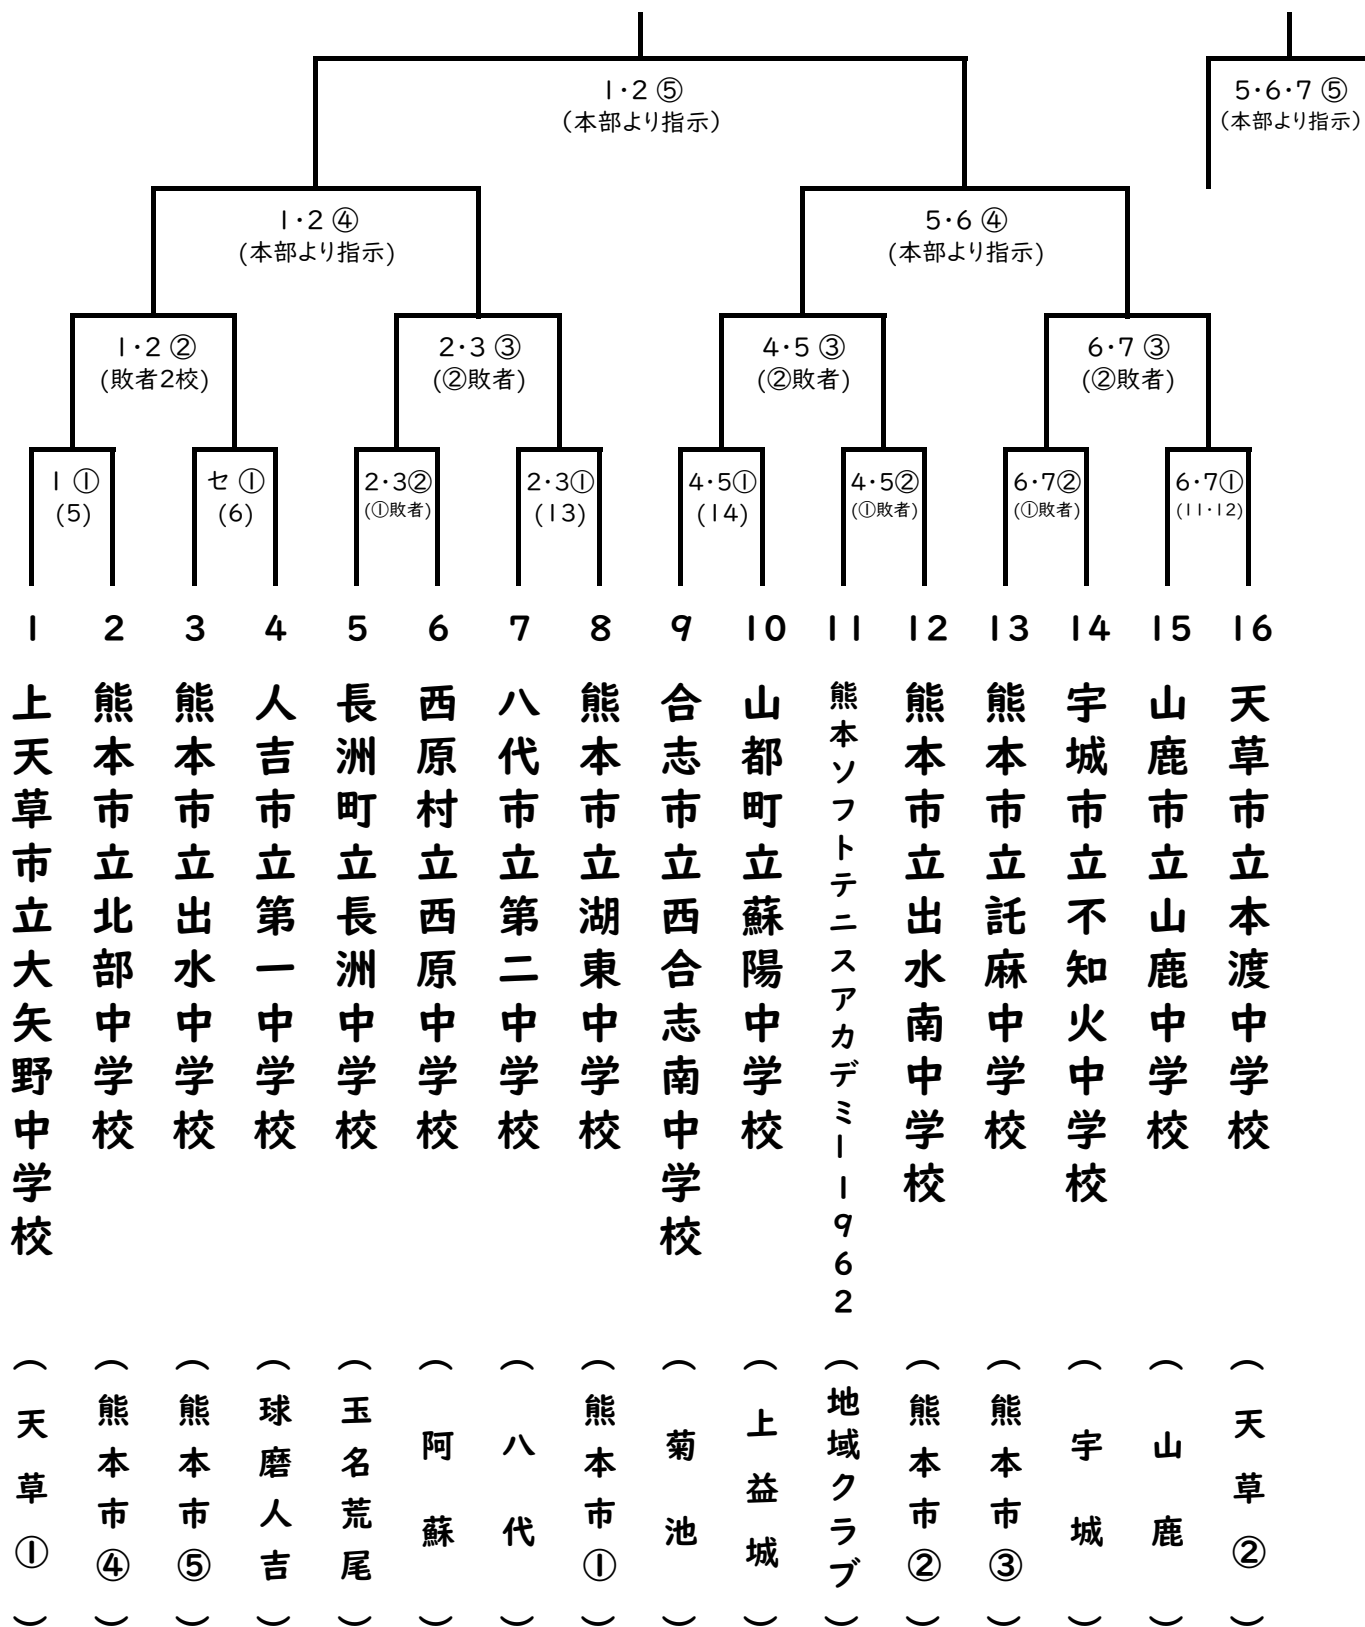 1・2 ⑤
(本部より指示)
5・6・7 ⑤
(本部より指示)
1・2 ④
(本部より指示)
5・6 ④
(本部より指示)
1・2 ②
(敗者2校)
2・3 ③
(②敗者)
4・5 ③
(②敗者)
6・7 ③
(②敗者)
1 ①
(5)
セ ①
(6)
2・3②
(①敗者)
2・3①
(13)
4・5①
(14)
4・5②
(①敗者)
6・7②
(①敗者)
6・7①
(11・12)
1
2
3
4
5
6
7
8
9
10
11
12
13
14
15
16
上天草市立大矢野中学校
熊本市立北部中学校
熊本市立出水中学校
人吉市立第一中学校
長洲町立長洲中学校
西原村立西原中学校
八代市立第二中学校
熊本市立湖東中学校
合志市立西合志南中学校
山都町立蘇陽中学校
熊本ソフトテニスアカデミー1962
熊本市立出水南中学校
熊本市立託麻中学校
宇城市立不知火中学校
山鹿市立山鹿中学校
天草市立本渡中学校
(天草①)
(熊本市④)
(熊本市⑤)
(球磨人吉)
(玉名荒尾)
(阿蘇)
(八代)
(熊本市①)
(菊池)
(上益城)
(地域クラブ)
(熊本市②)
(熊本市③)
(宇城)
(山鹿)
(天草②)